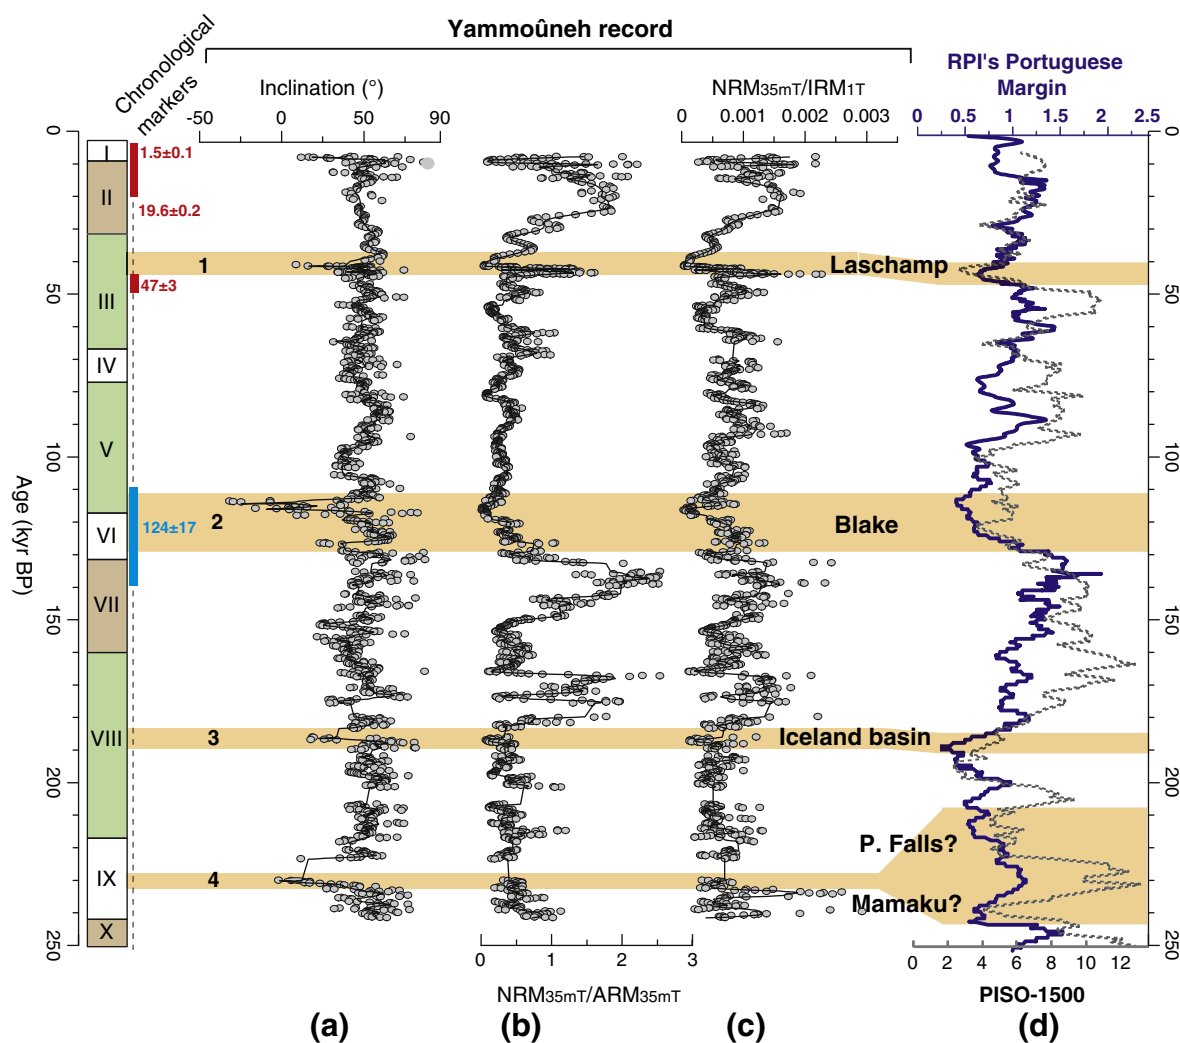 Yammoûneh record
Chronological
markers
Inclination (°)
-50 0 50 90
NRM35mT/IRM1T
0 0.001 0.002 0.003
RPI's Portuguese
Margin
0 0.5 1 1.5 2 2.5
0
50
100
150
200
250
Age (kyr BP)
I
II
III
IV
V
VI
VII
VIII
IX
X
1.5±0.1
19.6±0.2
47±3
124±17
1
Laschamp
2
Blake
3
Iceland basin
P. Falls?
4
Mamaku?
0
50
100
150
200
250
0 1 2 3
NRM35mT/ARM35mT
0 2 4 6 8 10 12
PISO-1500
(a) (b) (c) (d)